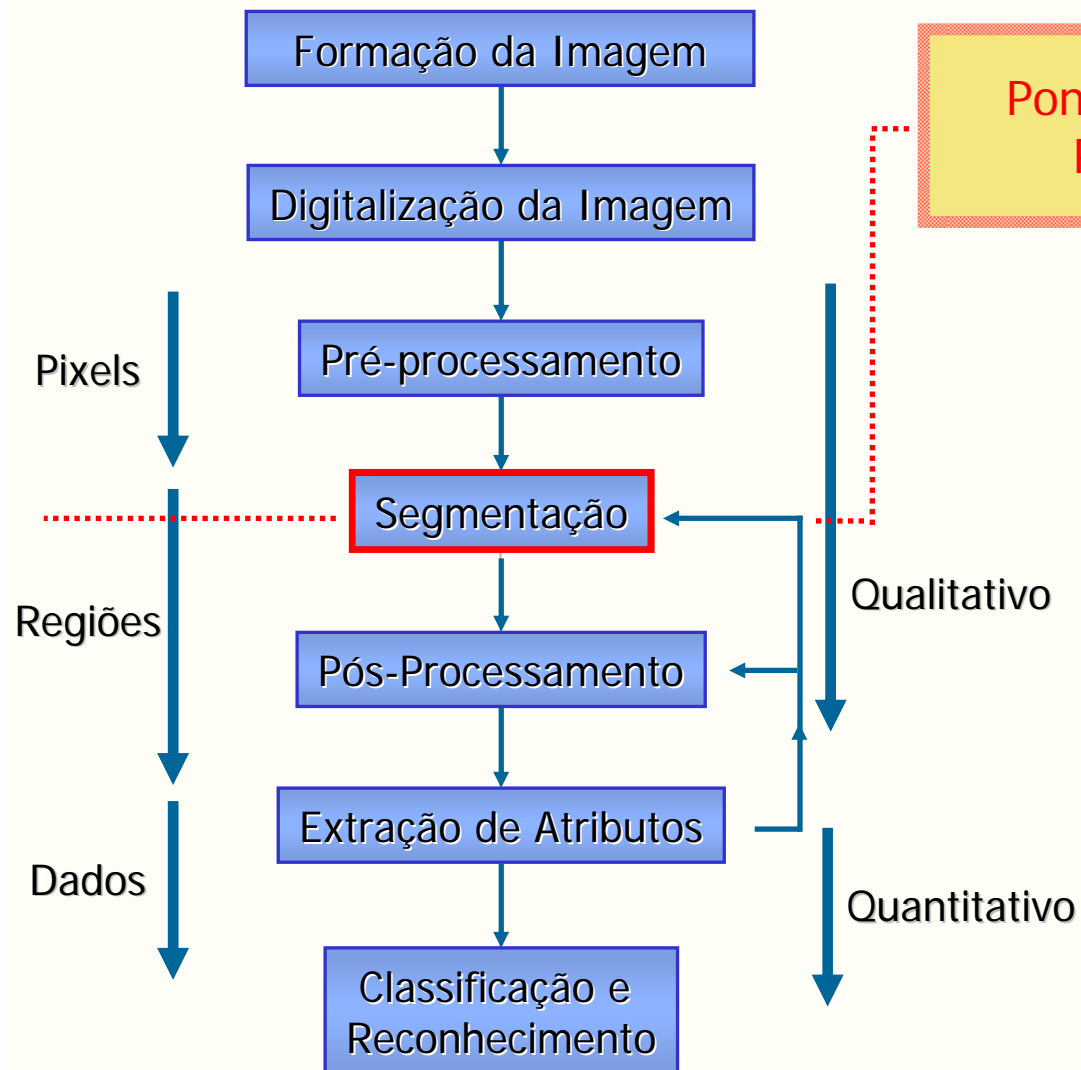 Formação da Imagem
Digitalização da Imagem
Pixels
Pré-processamento
Segmentação
Regiões
Qualitativo
Pós-Processamento
Extração de Atributos
Dados
Quantitativo
Classificação e
Reconhecimento